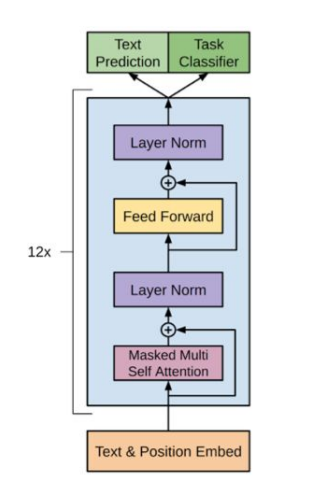 Text
Prediction
Task
Classifier
Layer Norm
+
Feed Forward
12x
Layer Norm
+
Masked Multi
Self Attention
Text & Position Embed